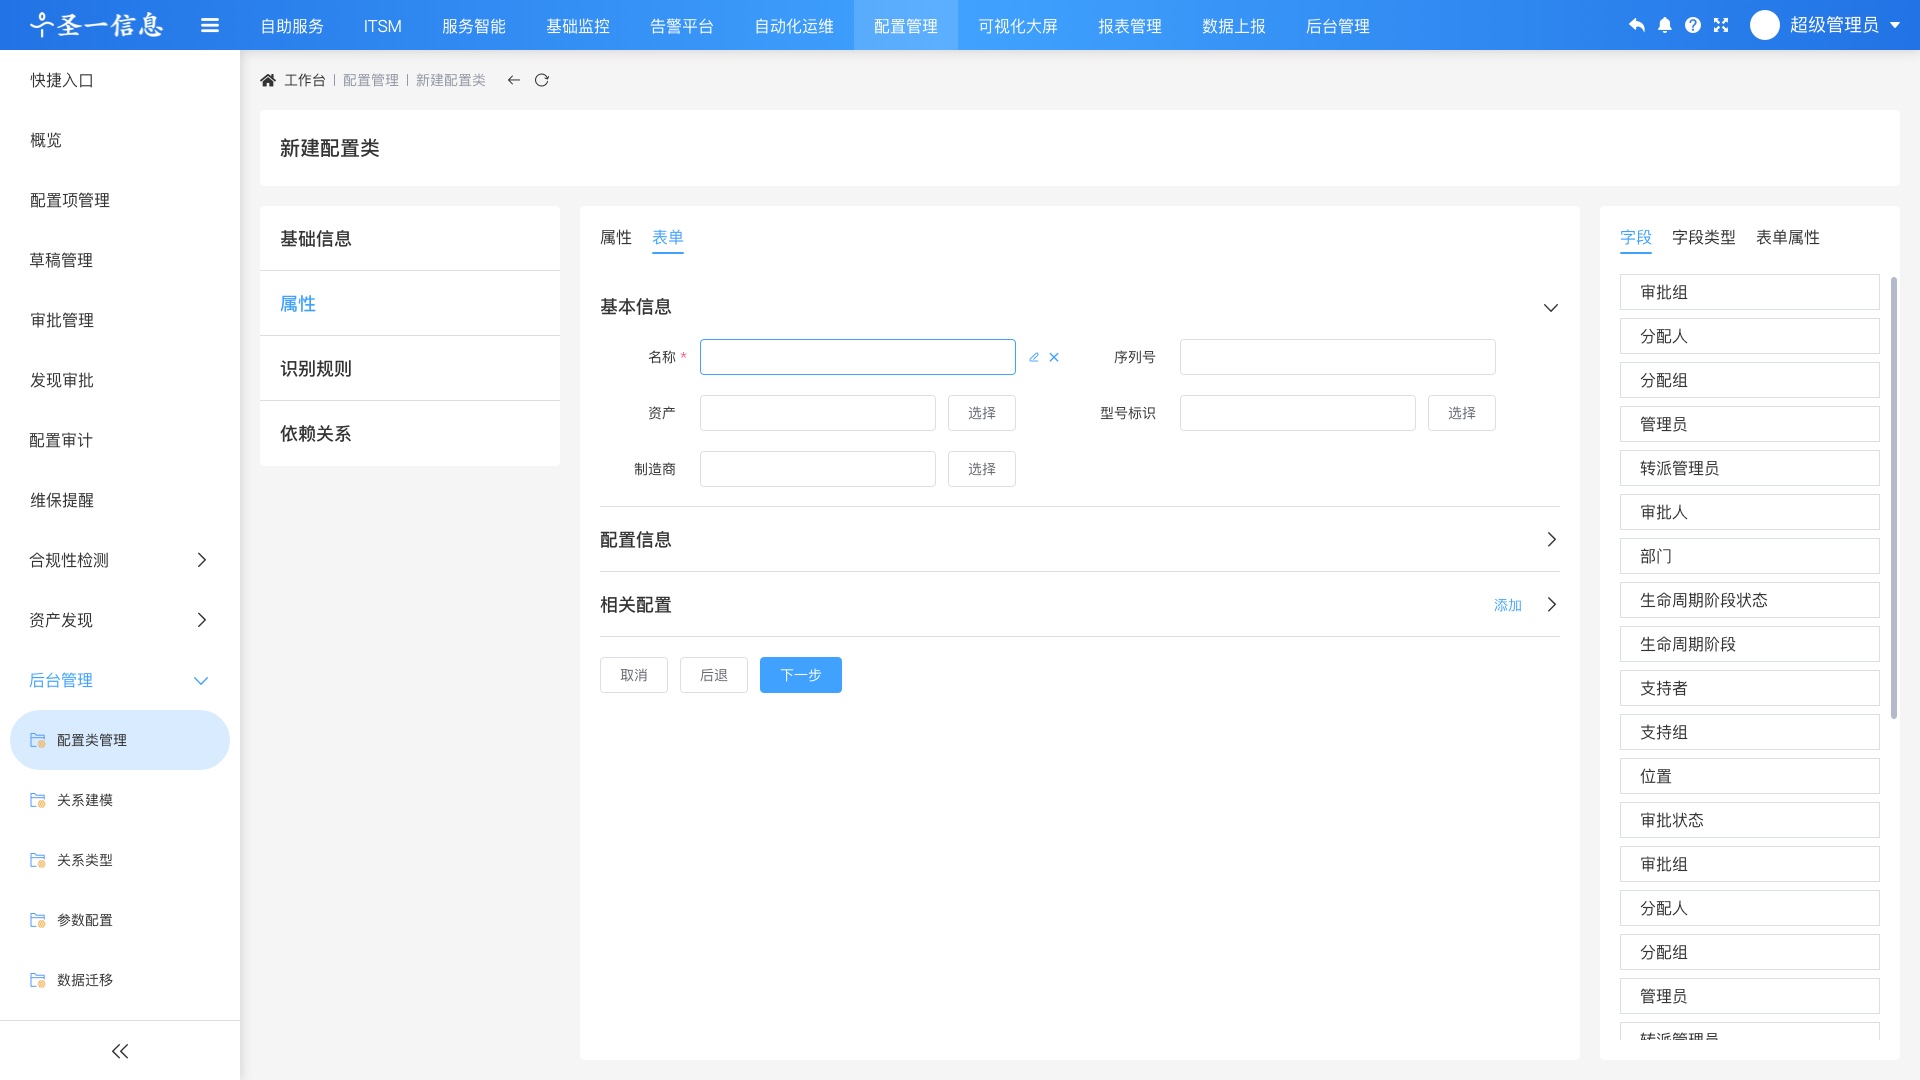 圣一信息
自助服务 ITSM 服务智能 基础监控 告警平台 自动化运维 配置管理 可视化大屏 报表管理 数据上报 后台管理
超级管理员
快捷入口
概览
配置项管理
草稿管理
审批管理
发现审批
配置审计
维保提醒
合规性检测
资产发现
后台管理
配置类管理
关系建模
关系类型
参数配置
数据迁移
工作台 | 配置管理 | 新建配置类
新建配置类
基础信息
属性
识别规则
依赖关系
属性 表单
基本信息
名称 * 序列号
资产 选择 型号标识 选择
制造商 选择
配置信息
相关配置 添加
取消 后退 下一步
字段 字段类型 表单属性
审批组
分配人
分配组
管理员
转派管理员
审批人
部门
生命周期阶段状态
生命周期阶段
支持者
支持组
位置
审批状态
审批组
分配人
分配组
管理员
转派管理员